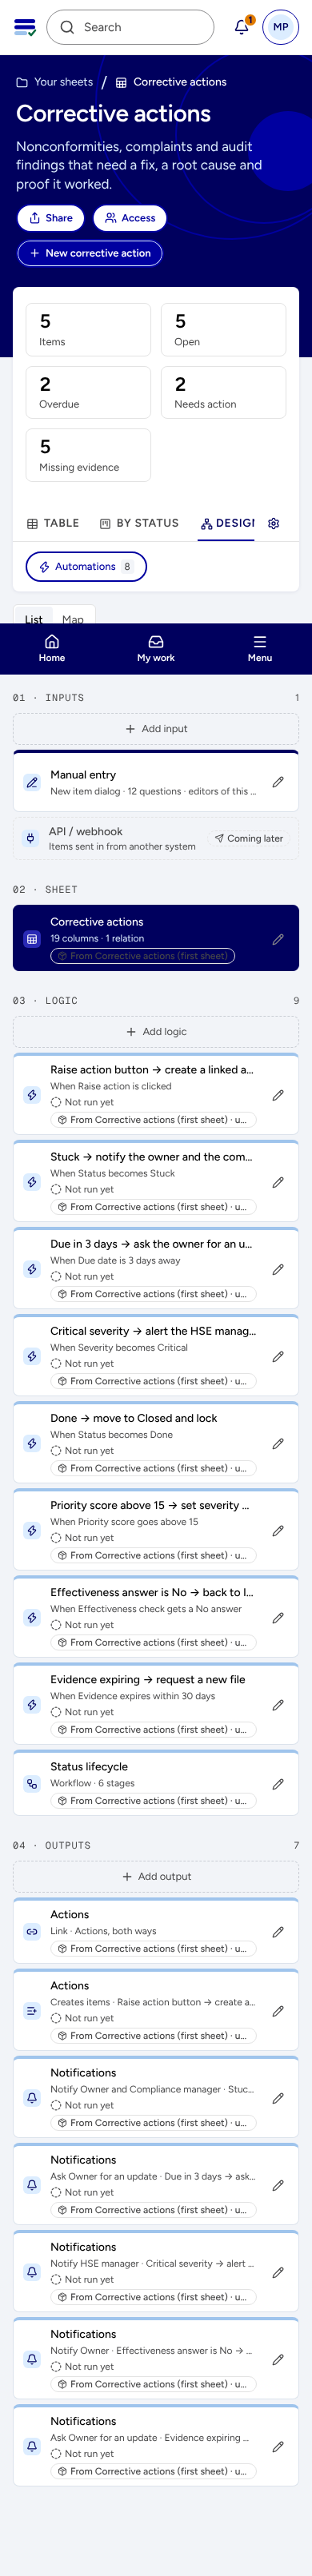 Search
1
MP
Your sheets / Corrective actions
Corrective actions
Nonconformities, complaints and audit
findings that need a fix, a root cause and
proof it worked.
Share
Access
+ New corrective action
5
Items
5
Open
2
Overdue
2
Needs action
5
Missing evidence
TABLE
BY STATUS
DESIGN
Automations 8
List
Map
Home
My work
Menu
01 · INPUTS 1
+ Add input
Manual entry
New item dialog · 12 questions · editors of this …
API / webhook
Items sent in from another system
Coming later
02 · SHEET
Corrective actions
19 columns · 1 relation
From Corrective actions (first sheet)
03 · LOGIC 9
+ Add logic
Raise action button → create a linked a…
When Raise action is clicked
Not run yet
From Corrective actions (first sheet) · u…
Stuck → notify the owner and the com…
When Status becomes Stuck
Not run yet
From Corrective actions (first sheet) · u…
Due in 3 days → ask the owner for an u…
When Due date is 3 days away
Not run yet
From Corrective actions (first sheet) · u…
Critical severity → alert the HSE manag…
When Severity becomes Critical
Not run yet
From Corrective actions (first sheet) · u…
Done → move to Closed and lock
When Status becomes Done
Not run yet
From Corrective actions (first sheet) · u…
Priority score above 15 → set severity …
When Priority score goes above 15
Not run yet
From Corrective actions (first sheet) · u…
Effectiveness answer is No → back to I…
When Effectiveness check gets a No answer
Not run yet
From Corrective actions (first sheet) · u…
Evidence expiring → request a new file
When Evidence expires within 30 days
Not run yet
From Corrective actions (first sheet) · u…
Status lifecycle
Workflow · 6 stages
From Corrective actions (first sheet) · u…
04 · OUTPUTS 7
+ Add output
Actions
Link · Actions, both ways
From Corrective actions (first sheet) · u…
Actions
Creates items · Raise action button → create a…
Not run yet
From Corrective actions (first sheet) · u…
Notifications
Notify Owner and Compliance manager · Stuc…
Not run yet
From Corrective actions (first sheet) · u…
Notifications
Ask Owner for an update · Due in 3 days → ask…
Not run yet
From Corrective actions (first sheet) · u…
Notifications
Notify HSE manager · Critical severity → alert …
Not run yet
From Corrective actions (first sheet) · u…
Notifications
Notify Owner · Effectiveness answer is No → …
Not run yet
From Corrective actions (first sheet) · u…
Notifications
Ask Owner for an update · Evidence expiring …
Not run yet
From Corrective actions (first sheet) · u…